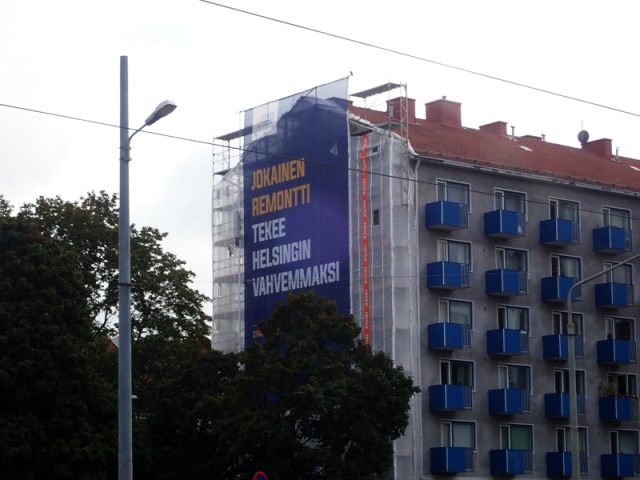 JOKAINEN
REMONTTI
TEKEE
HELSINGIN
VAHVEMMAKSI